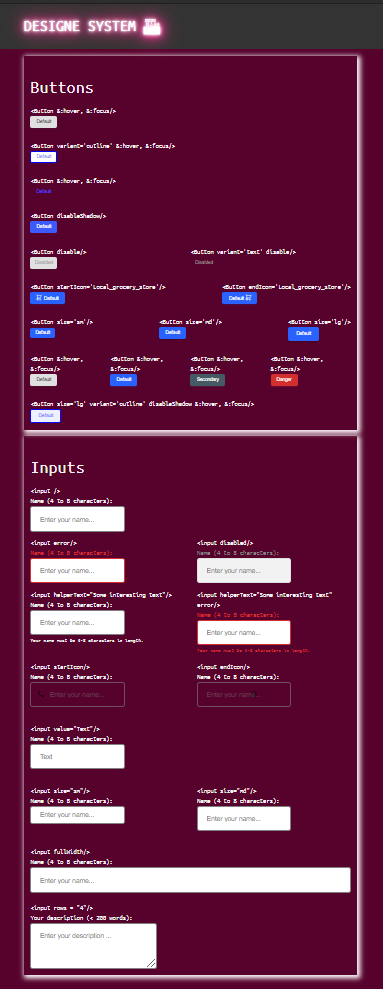 DESIGNE SYSTEM
Buttons
<Button &:hover, &:focus/>
Default
<Button variant='outline' &:hover, &:focus/>
Default
<Button &:hover, &:focus/>
Default
<Button disableShadow/>
Default
<Button disable/> <Button variant='text' disable/>
Disabled Disabled
<Button startIcon='Local_grocery_store'/> <Button endIcon='Local_grocery_store'/>
Default Default
<Button size='sm'/> <Button size='md'/> <Button size='lg'/>
Default Default Default
<Button &:hover, <Button &:hover, <Button &:hover, <Button &:hover,
&:focus/> &:focus/> &:focus/> &:focus/>
Default Default Secondary Danger
<Button size='lg' variant='outline' disableShadow &:hover, &:focus/>
Default
Inputs
<input />
Name (4 to 8 characters):
Enter your name...
<input error/> <input disabled/>
Name (4 to 8 characters): Name (4 to 8 characters):
Enter your name... Enter your name...
<input helperText="Some interesting text"/> <input helperText="Some interesting text"
Name (4 to 8 characters): error/>
Enter your name... Name (4 to 8 characters):
Your name must be 4-8 characters in length. Enter your name...
Your name must be 4-8 characters in length.
<input startIcon/> <input endIcon/>
Name (4 to 8 characters): Name (4 to 8 characters):
Enter your name... Enter your name...
<input value="Text"/>
Name (4 to 8 characters):
Text
<input size="sm"/> <input size="md"/>
Name (4 to 8 characters): Name (4 to 8 characters):
Enter your name... Enter your name...
<input fullWidth/>
Name (4 to 8 characters):
Enter your name...
<input rows = "4"/>
Your description (< 200 words):
Enter your description ...